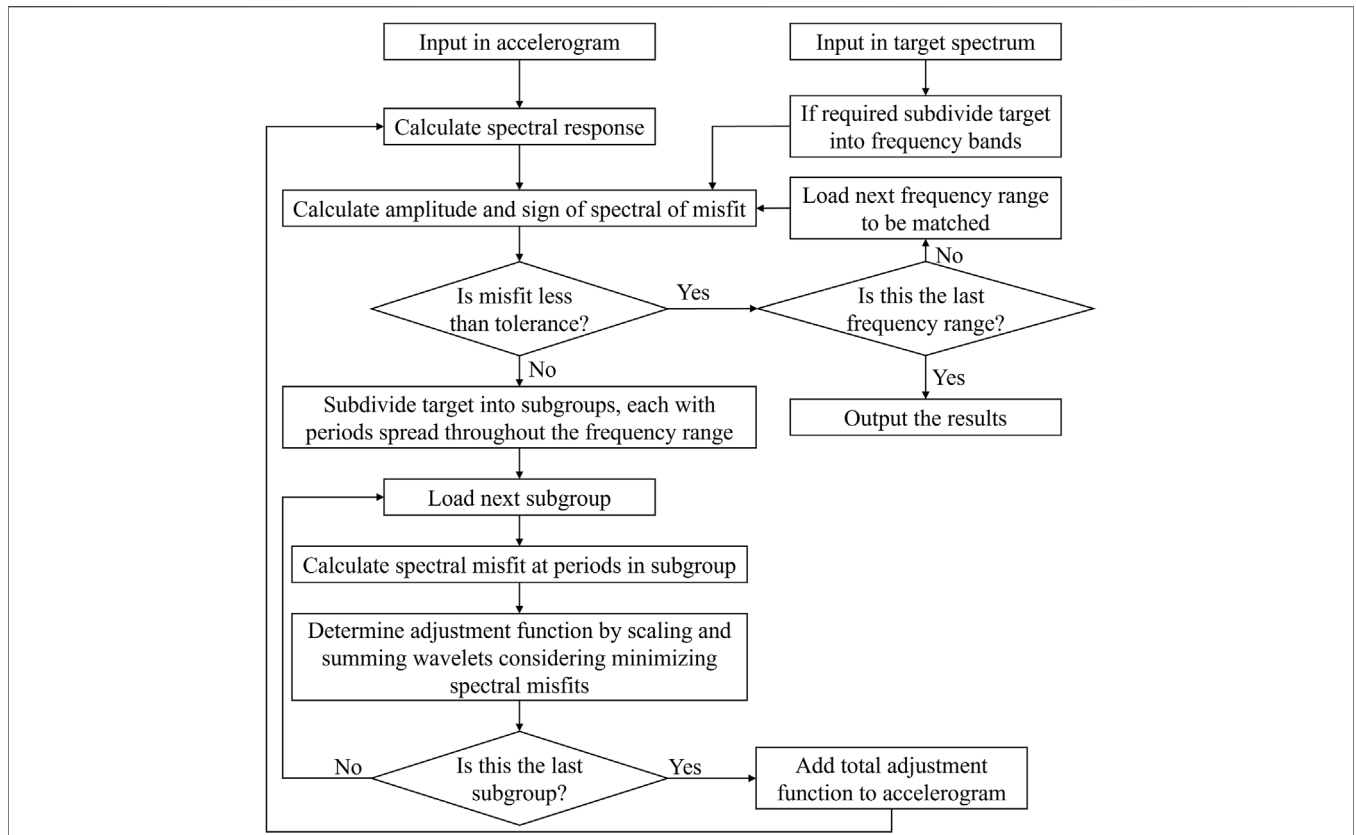 Input in accelerogram
Input in target spectrum
Calculate spectral response
If required subdivide target
into frequency bands
Calculate amplitude and sign of spectral of misfit
Load next frequency range
to be matched
No
Is misfit less
than tolerance?
Yes
Is this the last
frequency range?
No
Yes
Subdivide target into subgroups, each with
periods spread throughout the frequency range
Output the results
Load next subgroup
Calculate spectral misfit at periods in subgroup
Determine adjustment function by scaling and
summing wavelets considering minimizing
spectral misfits
No
Is this the last
subgroup?
Yes
Add total adjustment
function to accelerogram